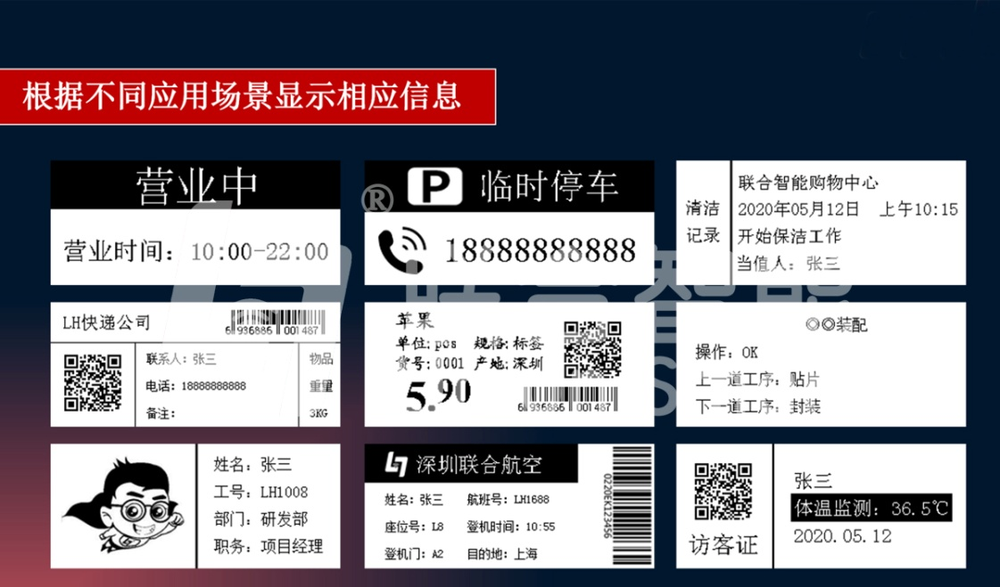 根据不同应用场景显示相应信息
营业中
营业时间：10:00-22:00
P 临时停车
18888888888
清洁
记录
联合智能购物中心
2020年05月12日 上午10:15
开始保洁工作
当值人：张三
LH快递公司
6 936886 001487
联系人：张三
电话：18888888888
备注：
物品
重量
3KG
苹果
单位:pos 规格:标签
货号:0001 产地:深圳
5.90
6 936886 001487
◎◎装配
操作：OK
上一道工序：贴片
下一道工序：封装
姓名：张三
工号：LH1008
部门：研发部
职务：项目经理
深圳联合航空
姓名：张三 航班号：LH1688
座位号：L8 登机时间：10:55
登机门：A2 目的地：上海
0220EK123456
访客证
张三
体温监测：36.5℃
2020.05.12
®
联合智能